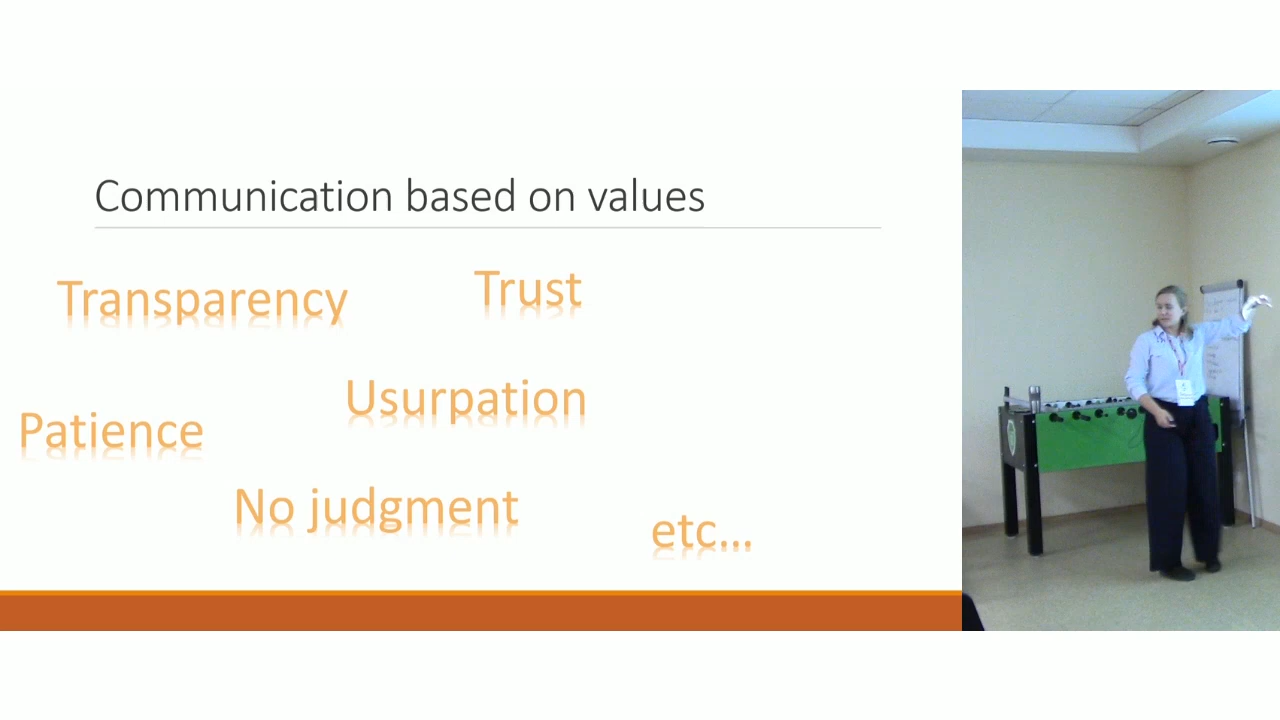 Communication based on values
Transparency
Trust
Usurpation
Patience
No judgment
etc...